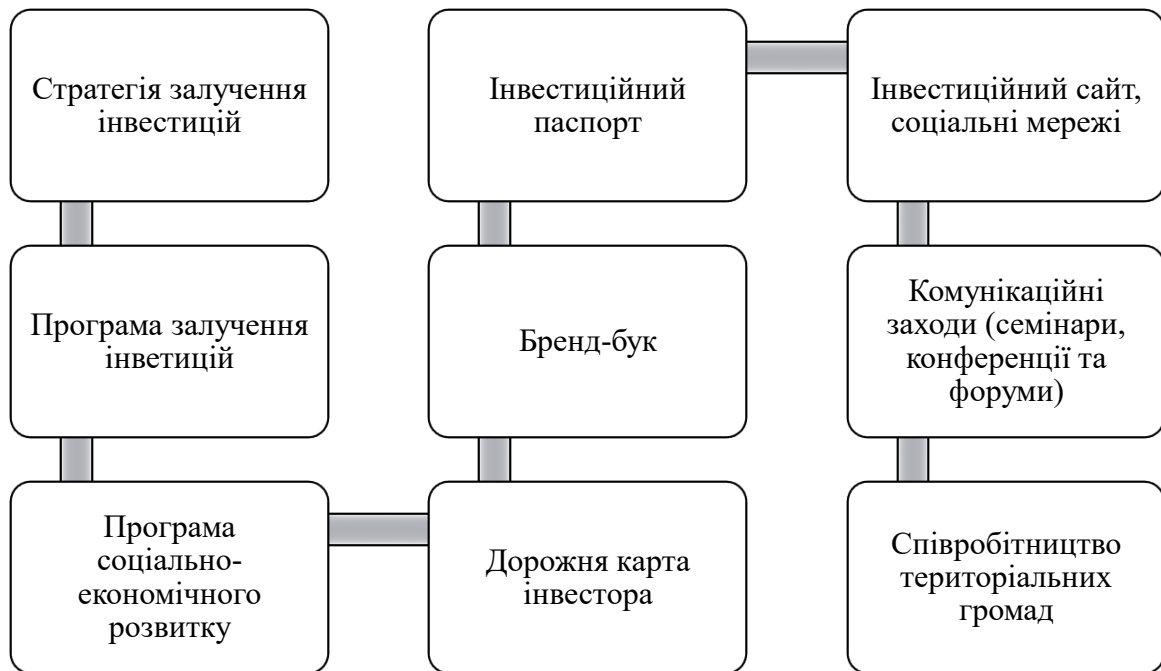 Стратегія залучення
інвестицій
Програма залучення
інветицій
Програма
соціально-
економічного
розвитку
Дорожня карта
інвестора
Бренд-бук
Інвестиційний
паспорт
Інвестиційний сайт,
соціальні мережі
Комунікаційні
заходи (семінари,
конференції та
форуми)
Співробітництво
територіальних
громад